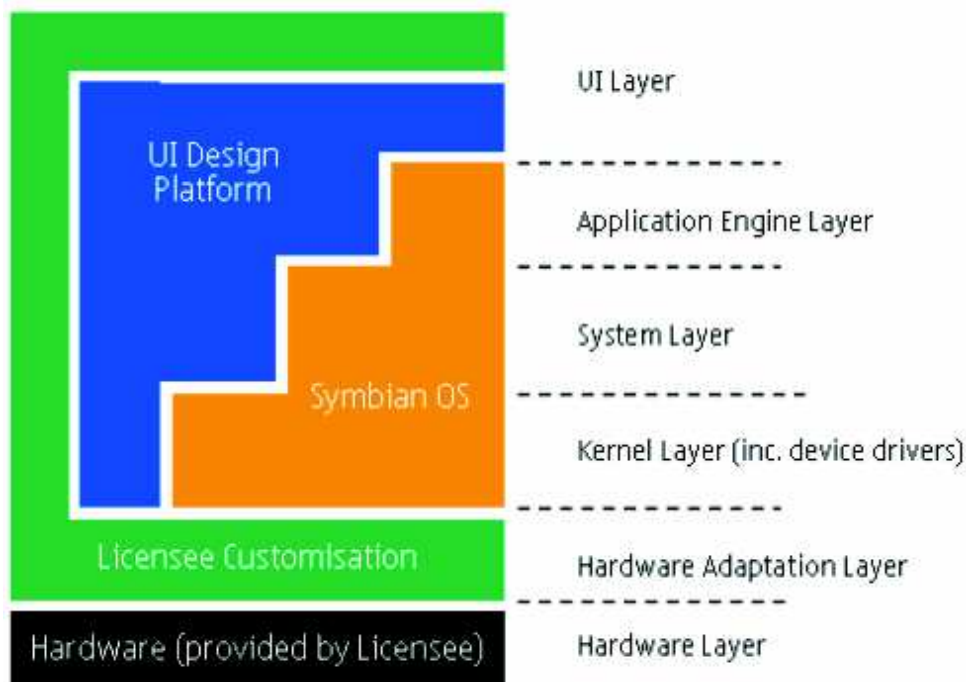 UI Layer
UI Design
Platform
Application Engine Layer
System Layer
Symbian OS
Kernel Layer (inc. device drivers)
Licensee Customisation
Hardware Adaptation Layer
Hardware (provided by Licensee)
Hardware Layer